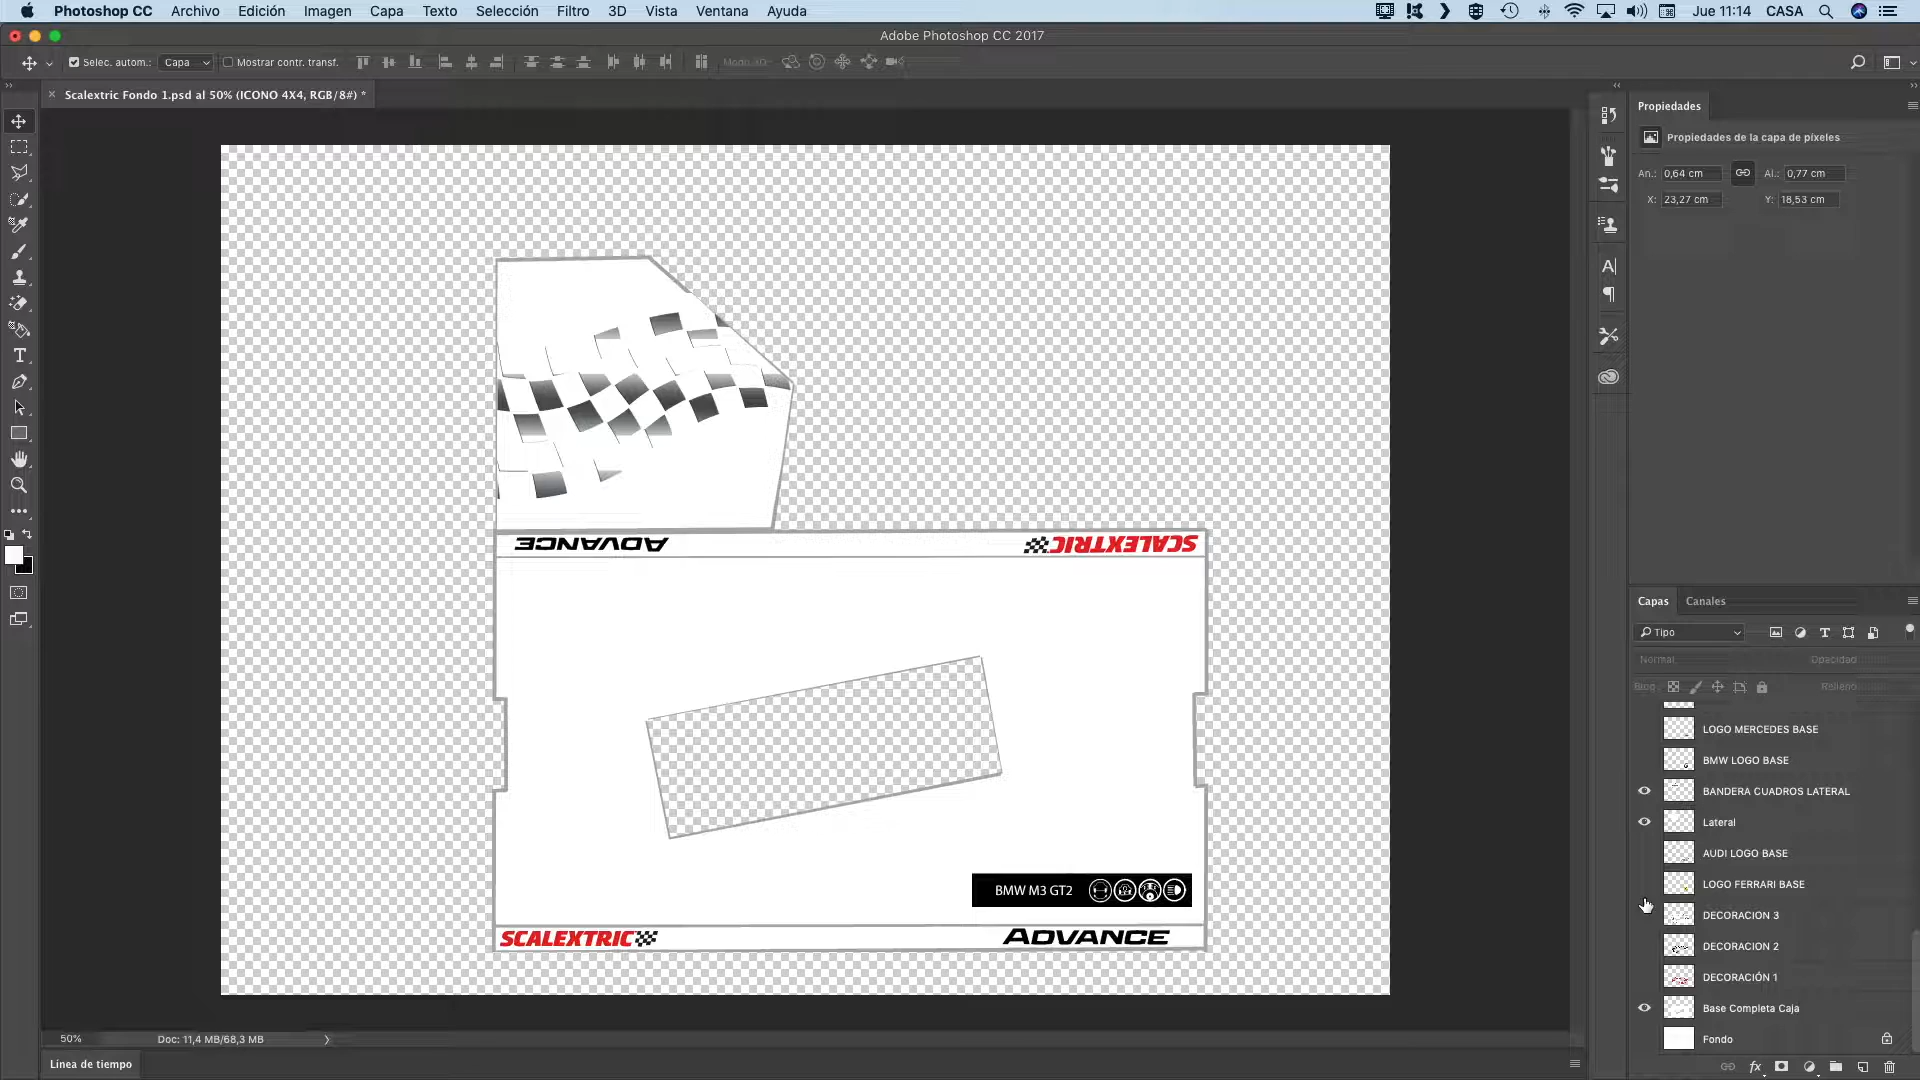 Photoshop CC Archivo Edición Imagen Capa Texto Selección Filtro 3D Vista Ventana Ayuda Jue 11:14 CASA
Adobe Photoshop CC 2017
Selec. autom.: Capa Mostrar contr. transf. Modo 3D:
Scalextric Fondo 1.psd al 50% (ICONO 4X4, RGB/8#) *
Propiedades
Propiedades de la capa de píxeles
An.: 0,64 cm Al.: 0,77 cm
X: 23,27 cm Y: 18,53 cm
ADVANCE
SCALEXTRIC
BMW M3 GT2
SCALEXTRIC
ADVANCE
Capas Canales
Tipo
Normal Opacidad
Bloq. Relleno
LOGO MERCEDES BASE
BMW LOGO BASE
BANDERA CUADROS LATERAL
Lateral
AUDI LOGO BASE
LOGO FERRARI BASE
DECORACION 3
DECORACION 2
DECORACIÓN 1
Base Completa Caja
Fondo
50% Doc: 11,4 MB/68,3 MB
Línea de tiempo